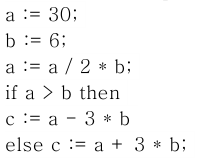 a := 30;
b := 6;
a := a / 2 * b;
if a > b then
c := a - 3 * b
else c := a + 3 * b;